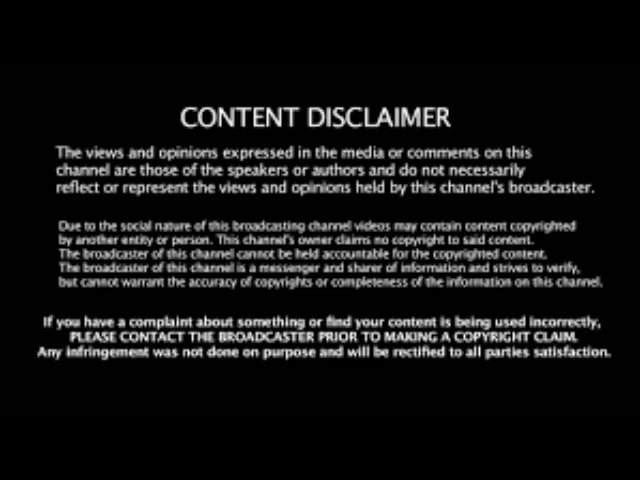 CONTENT DISCLAIMER
The views and opinions expressed in the media or comments on this
channel are those of the speakers or authors and do not necessarily
reflect or represent the views and opinions held by this channel's broadcaster.
Due to the social nature of this broadcasting channel videos may contain content copyrighted
by another entity or person. This channel's owner claims no copyright to said content.
The broadcaster of this channel cannot be held accountable for the copyrighted content.
The broadcaster of this channel is a messenger and sharer of information and strives to verify,
but cannot warrant the accuracy of copyrights or completeness of the information on this channel.
If you have a complaint about something or find your content is being used incorrectly,
PLEASE CONTACT THE BROADCASTER PRIOR TO MAKING A COPYRIGHT CLAIM.
Any infringement was not done on purpose and will be rectified to all parties satisfaction.